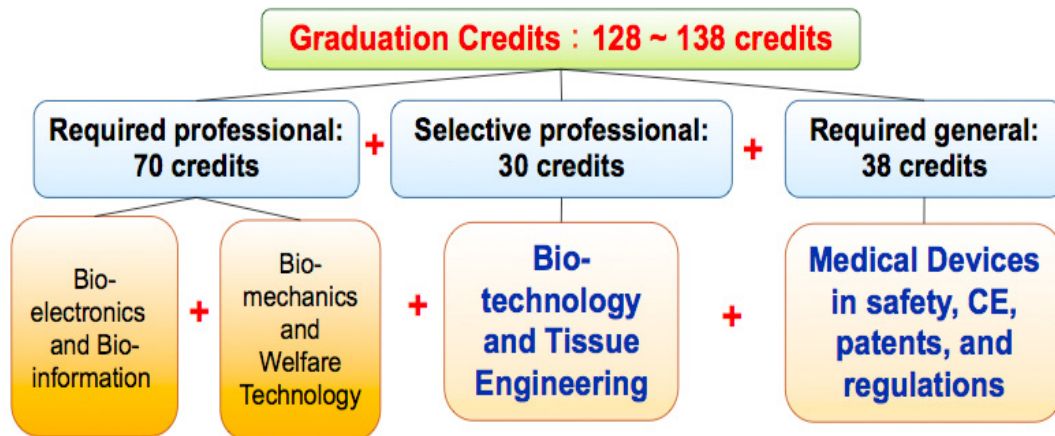 Graduation Credits：128 ~ 138 credits
Required professional:
70 credits
+
Selective professional:
30 credits
+
Required general:
38 credits
Bio-
electronics
and Bio-
information
+
Bio-
mechanics
and
Welfare
Technology
+
Bio-
technology
and Tissue
Engineering
+
Medical Devices
in safety, CE,
patents, and
regulations